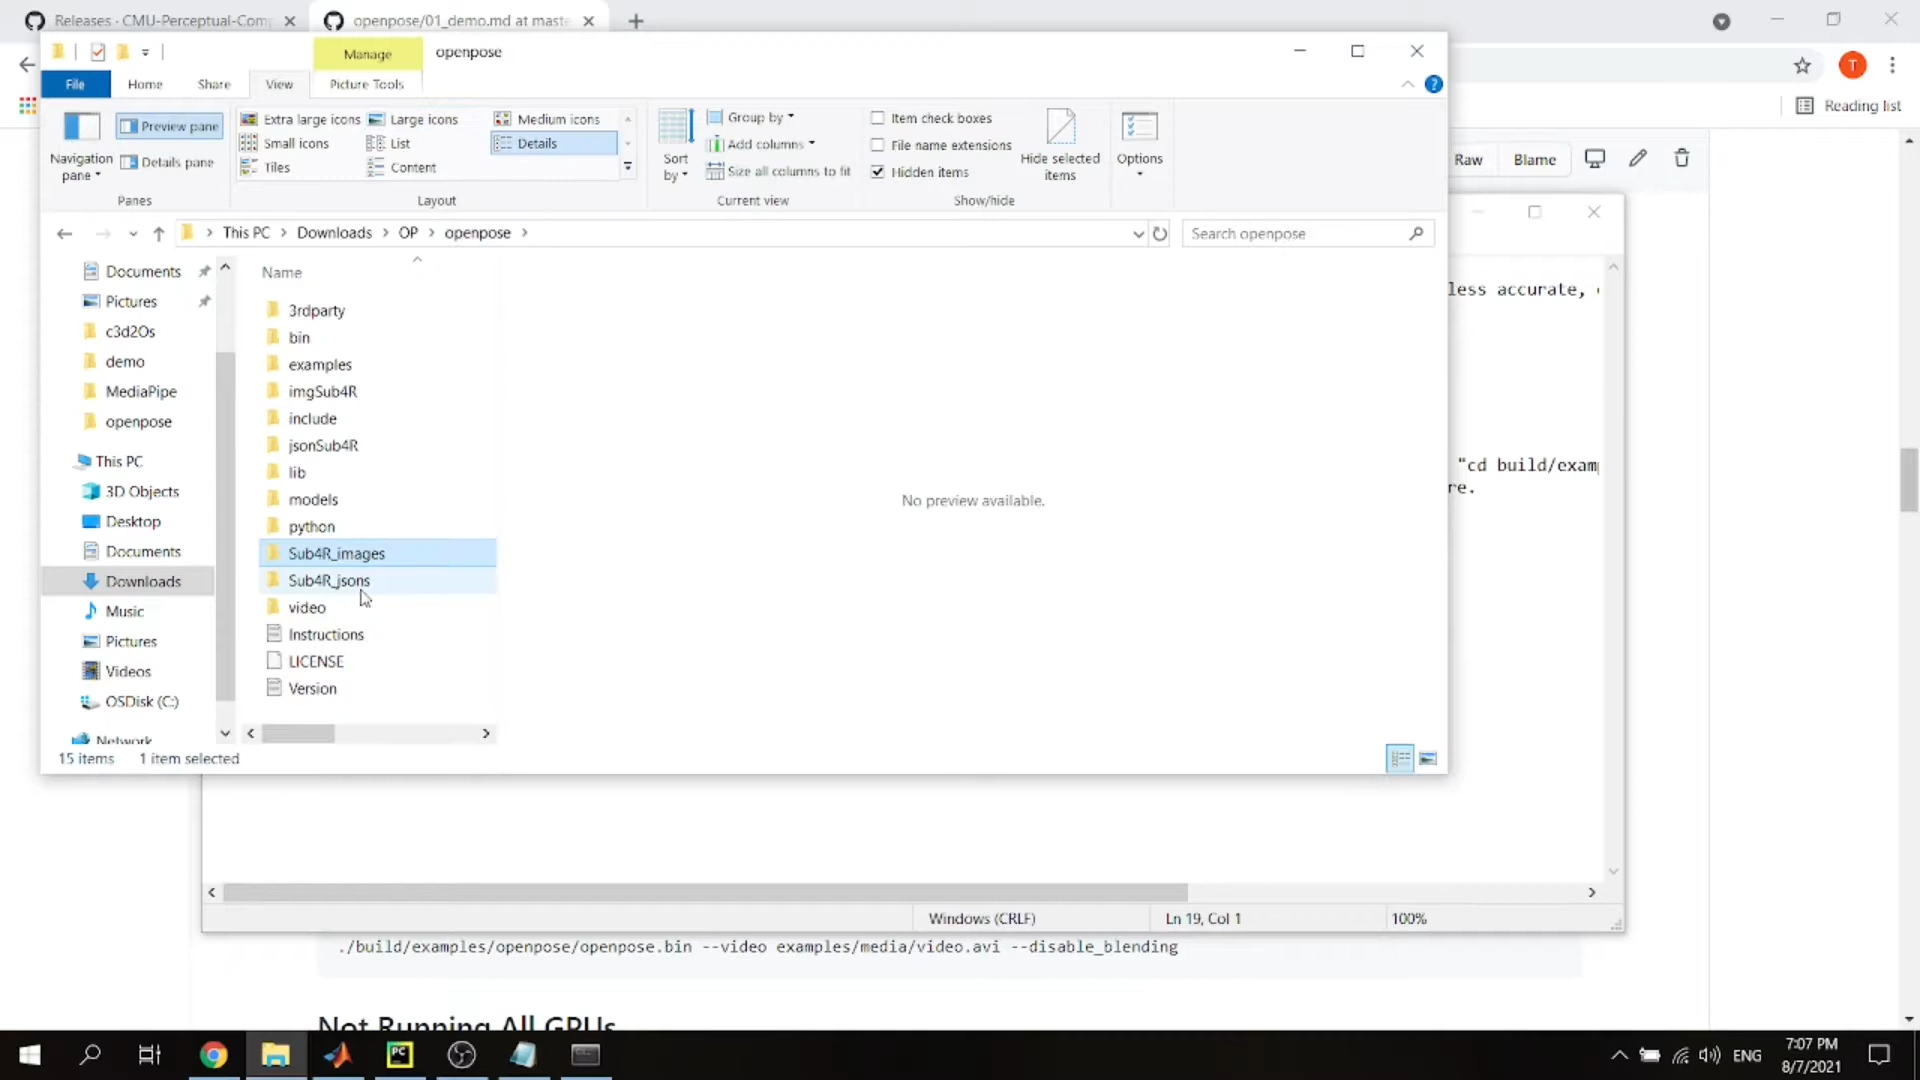 Releases · CMU-Perceptual-Com
openpose/01_demo.md at maste
T
Reading list
Manage
openpose
File
Home
Share
View
Picture Tools
Navigation pane
Preview pane
Details pane
Panes
Extra large icons
Large icons
Medium icons
Small icons
List
Details
Tiles
Content
Layout
Sort by
Group by
Add columns
Size all columns to fit
Current view
Item check boxes
File name extensions
Hidden items
Hide selected items
Show/hide
Options
Raw
Blame
This PC > Downloads > OP > openpose >
Search openpose
Documents
Pictures
c3d2Os
demo
MediaPipe
openpose
This PC
3D Objects
Desktop
Documents
Downloads
Music
Pictures
Videos
OSDisk (C:)
Network
Name
3rdparty
bin
examples
imgSub4R
include
jsonSub4R
lib
models
python
Sub4R_images
Sub4R_jsons
video
Instructions
LICENSE
Version
No preview available.
15 items
1 item selected
less accurate,
"cd build/exam
re.
Windows (CRLF)
Ln 19, Col 1
100%
./build/examples/openpose/openpose.bin --video examples/media/video.avi --disable_blending
Not Running All GPUs
PC
ENG
7:07 PM
8/7/2021